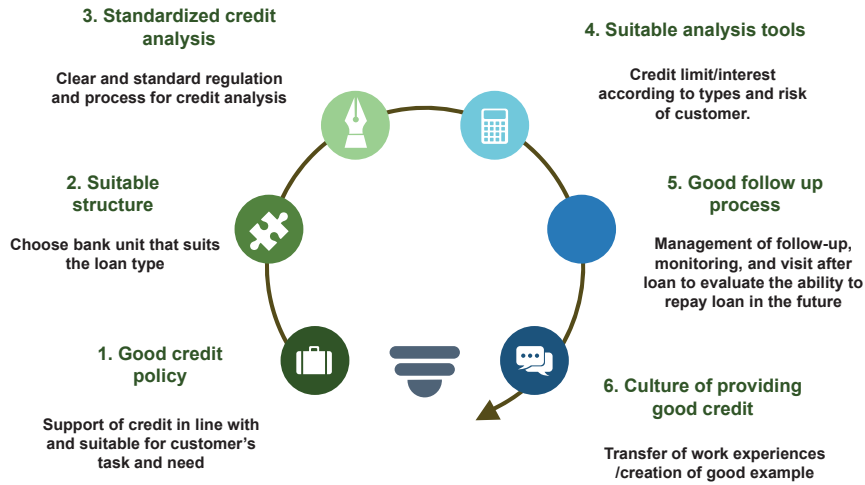 3. Standardized credit
analysis
Clear and standard regulation
and process for credit analysis
4. Suitable analysis tools
Credit limit/interest
according to types and risk
of customer.
2. Suitable
structure
Choose bank unit that suits
the loan type
5. Good follow up
process
Management of follow-up,
monitoring, and visit after
loan to evaluate the ability to
repay loan in the future
1. Good credit
policy
Support of credit in line with
and suitable for customer's
task and need
6. Culture of providing
good credit
Transfer of work experiences
/creation of good example